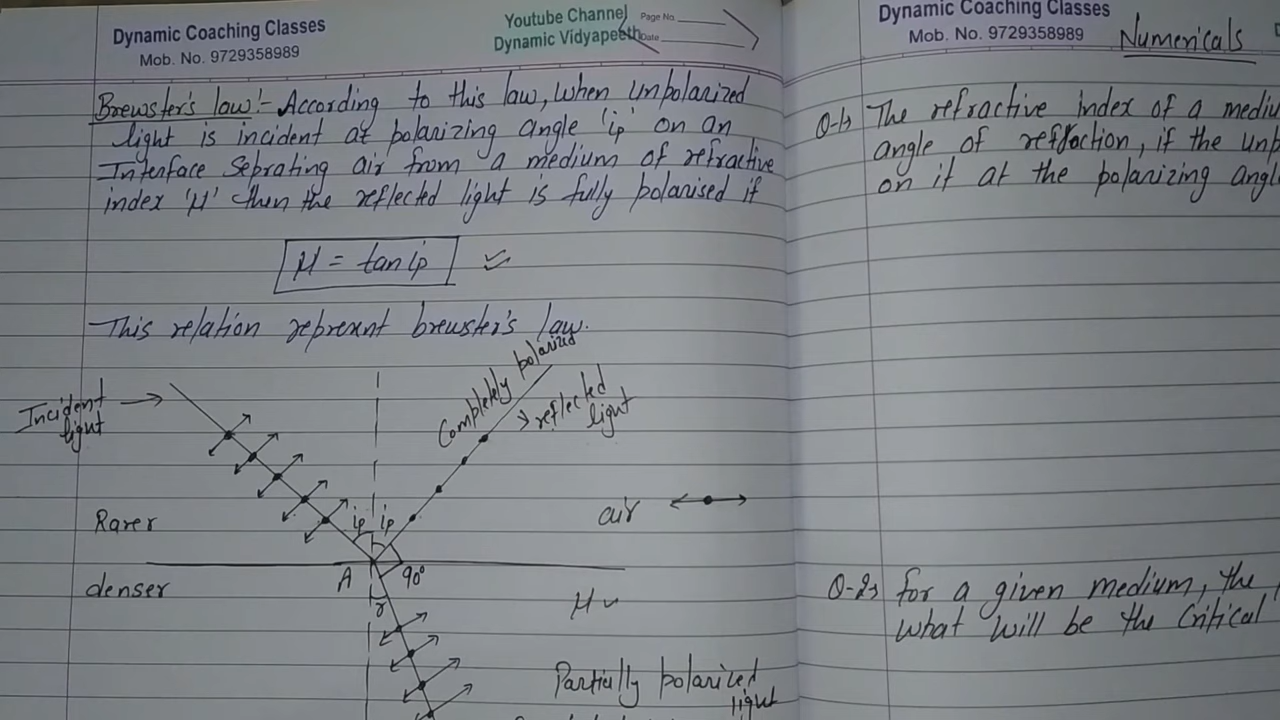 Dynamic Coaching Classes
Mob. No. 9729358989
Youtube Channel
Dynamic Vidyapeeth
Page No.
Date
Brewster's law:- According to this law, when unpolarized
light is incident at polarizing angle 'ip' on an
Interface Seprating air from a medium of refractive
index 'μ' then the reflected light is fully polarised if
μ = tan ip
This relation represent brewster's law.
Incident
light
Completely polarized
reflected
light
ip ip
Rarer
air
A
90°
denser
r
μ
Partially polarized
light
Dynamic Coaching Classes
Mob. No. 9729358989
Numericals
Q-1> The refractive index of a mediu
angle of refraction, if the unp
on it at the polarizing angl
Q-2> for a given medium, the
what will be the Critical